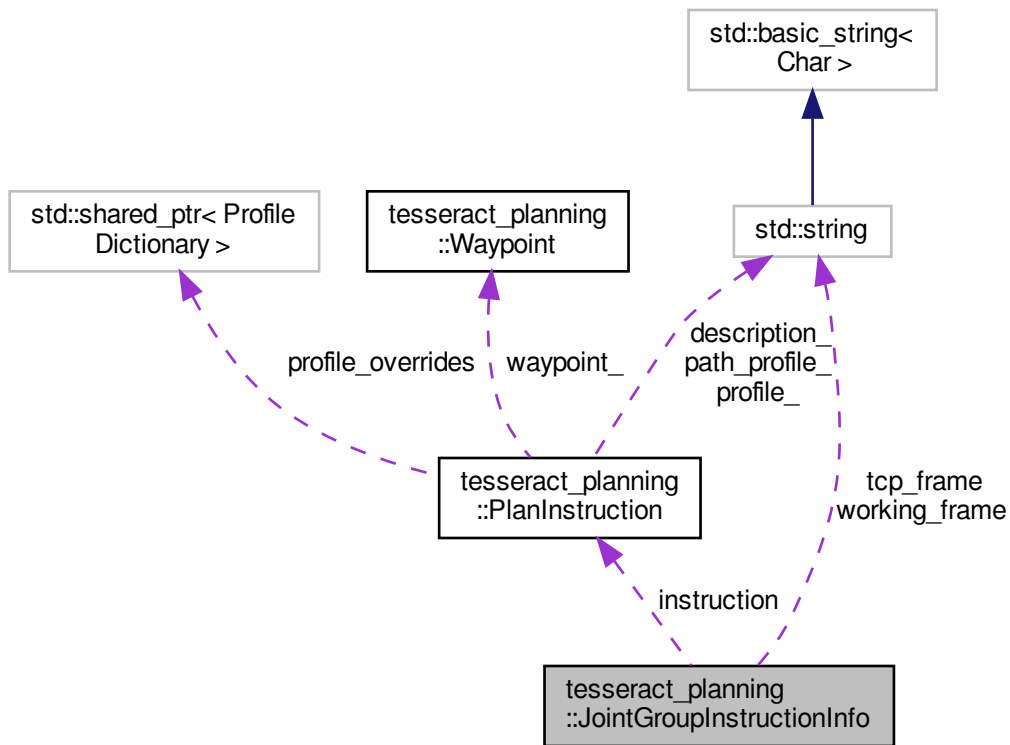 std::basic_string<
Char >
std::shared_ptr< Profile
Dictionary >
tesseract_planning
::Waypoint
std::string
profile_overrides
waypoint_
description_
path_profile_
profile_
tesseract_planning
::PlanInstruction
tcp_frame
working_frame
instruction
tesseract_planning
::JointGroupInstructionInfo